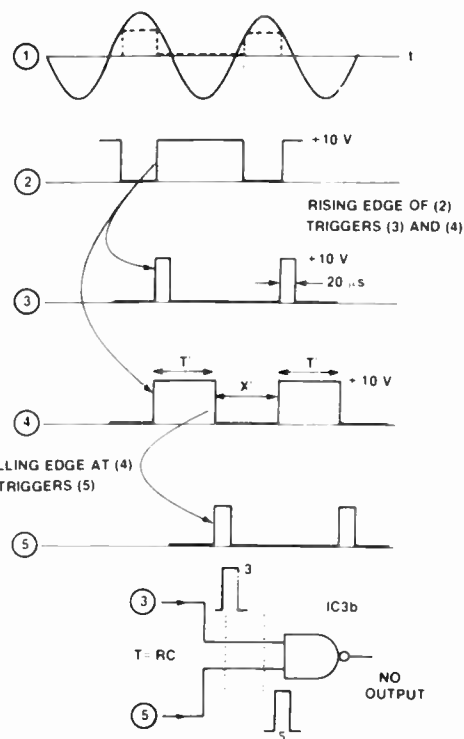 1
t
+10 V
2
RISING EDGE OF (2)
TRIGGERS (3) AND (4)
+10 V
20 μs
3
T'
X'
T'
+10 V
4
LLING EDGE AT (4)
TRIGGERS (5)
5
3
3
IC3b
T=RC
NO
OUTPUT
5
5